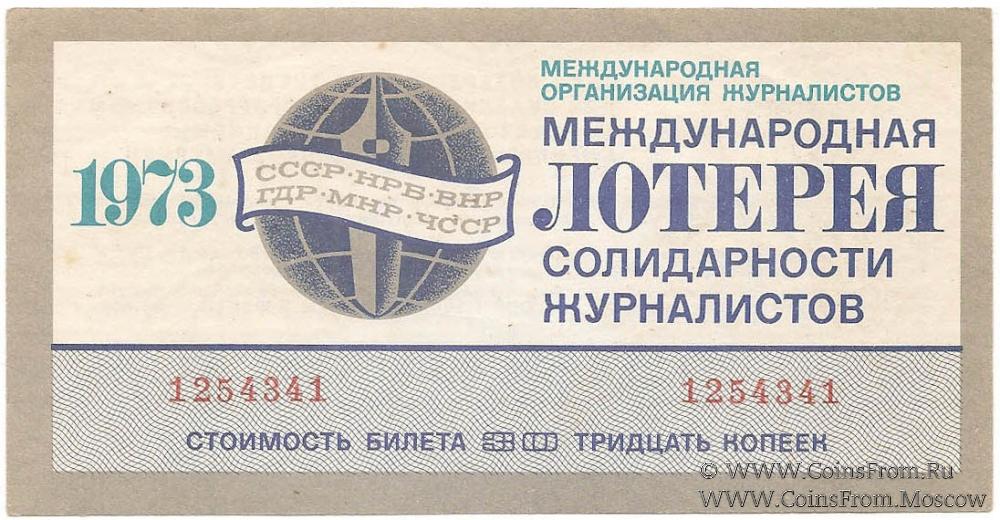 МЕЖДУНАРОДНАЯ
ОРГАНИЗАЦИЯ ЖУРНАЛИСТОВ
МЕЖДУНАРОДНАЯ
ЛОТЕРЕЯ
СОЛИДАРНОСТИ
ЖУРНАЛИСТОВ
1973
СССР·НРБ·ВНР
ГДР·МНР·ЧССР
1254341 1254341
СТОИМОСТЬ БИЛЕТА 30 ТРИДЦАТЬ КОПЕЕК
© www.CoinsFrom.Ru
www.CoinsFrom.Moscow